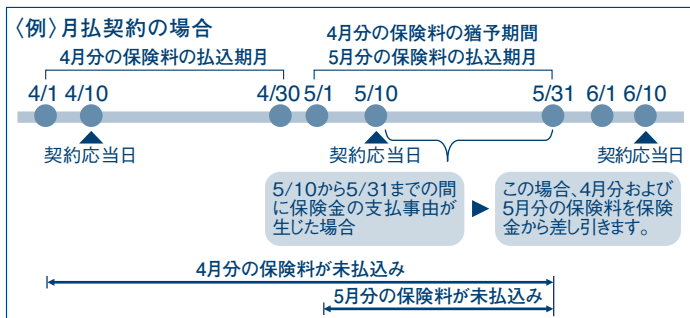 〈例〉月払契約の場合
4月分の保険料の払込期月
4月分の保険料の猶予期間
5月分の保険料の払込期月
4/1 4/10 4/30 5/1 5/10 5/31 6/1 6/10
契約応当日 契約応当日 契約応当日
5/10から5/31までの間
に保険金の支払事由が
生じた場合
この場合、4月分および
5月分の保険料を保険
金から差し引きます。
4月分の保険料が未払込み
5月分の保険料が未払込み